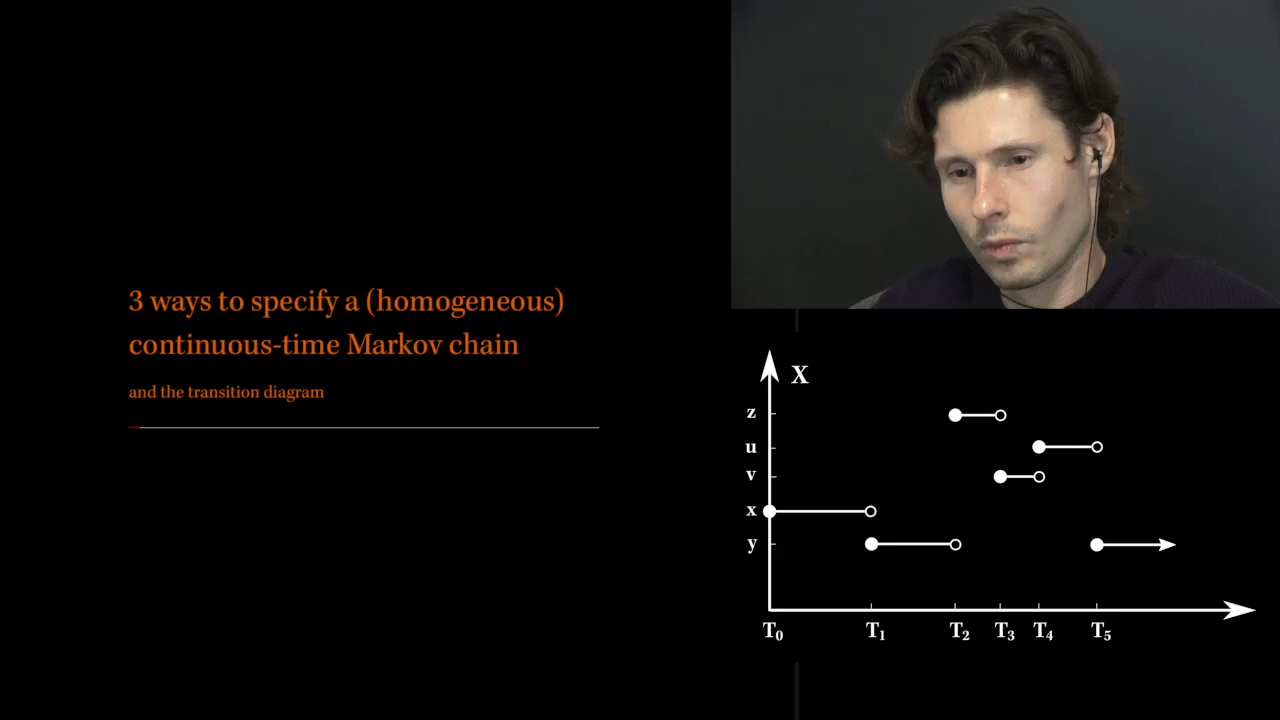 3 ways to specify a (homogeneous)
continuous-time Markov chain
and the transition diagram
X
z
u
v
x
y
T₀ T₁ T₂ T₃ T₄ T₅